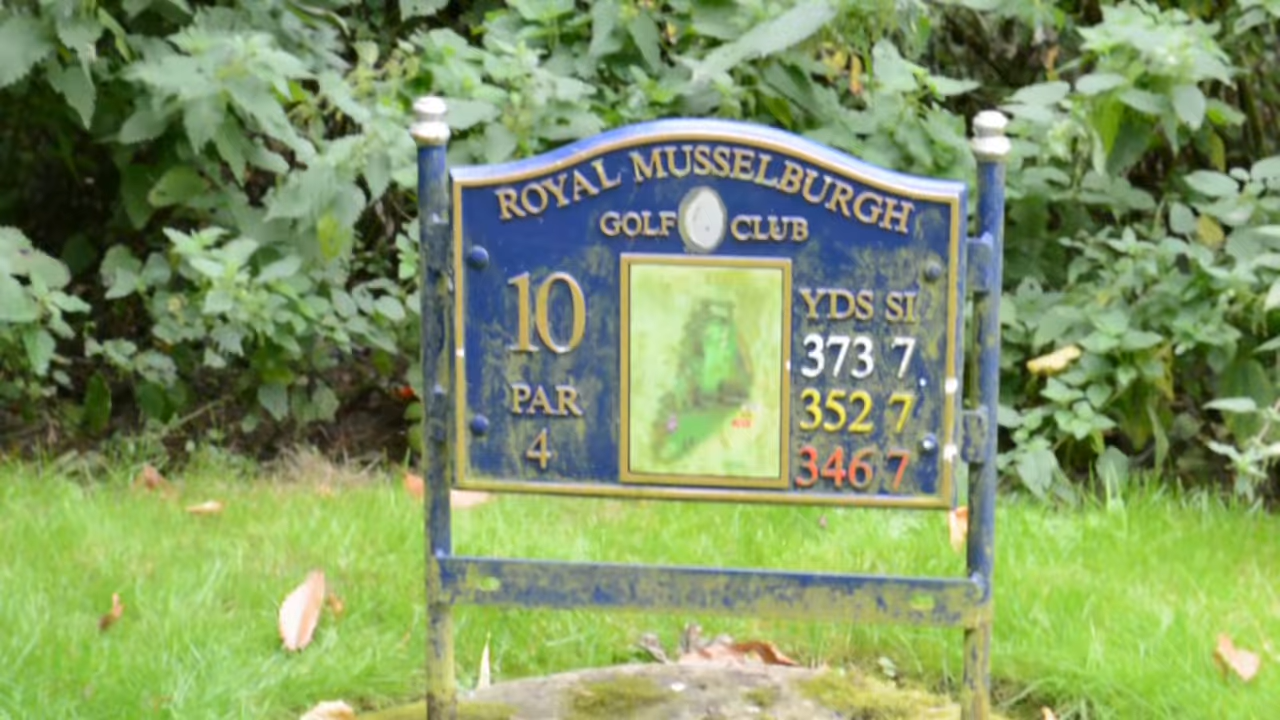 ROYAL MUSSELBURGH
GOLF CLUB
10
PAR
4
YDS SI
373 7
352 7
346 7